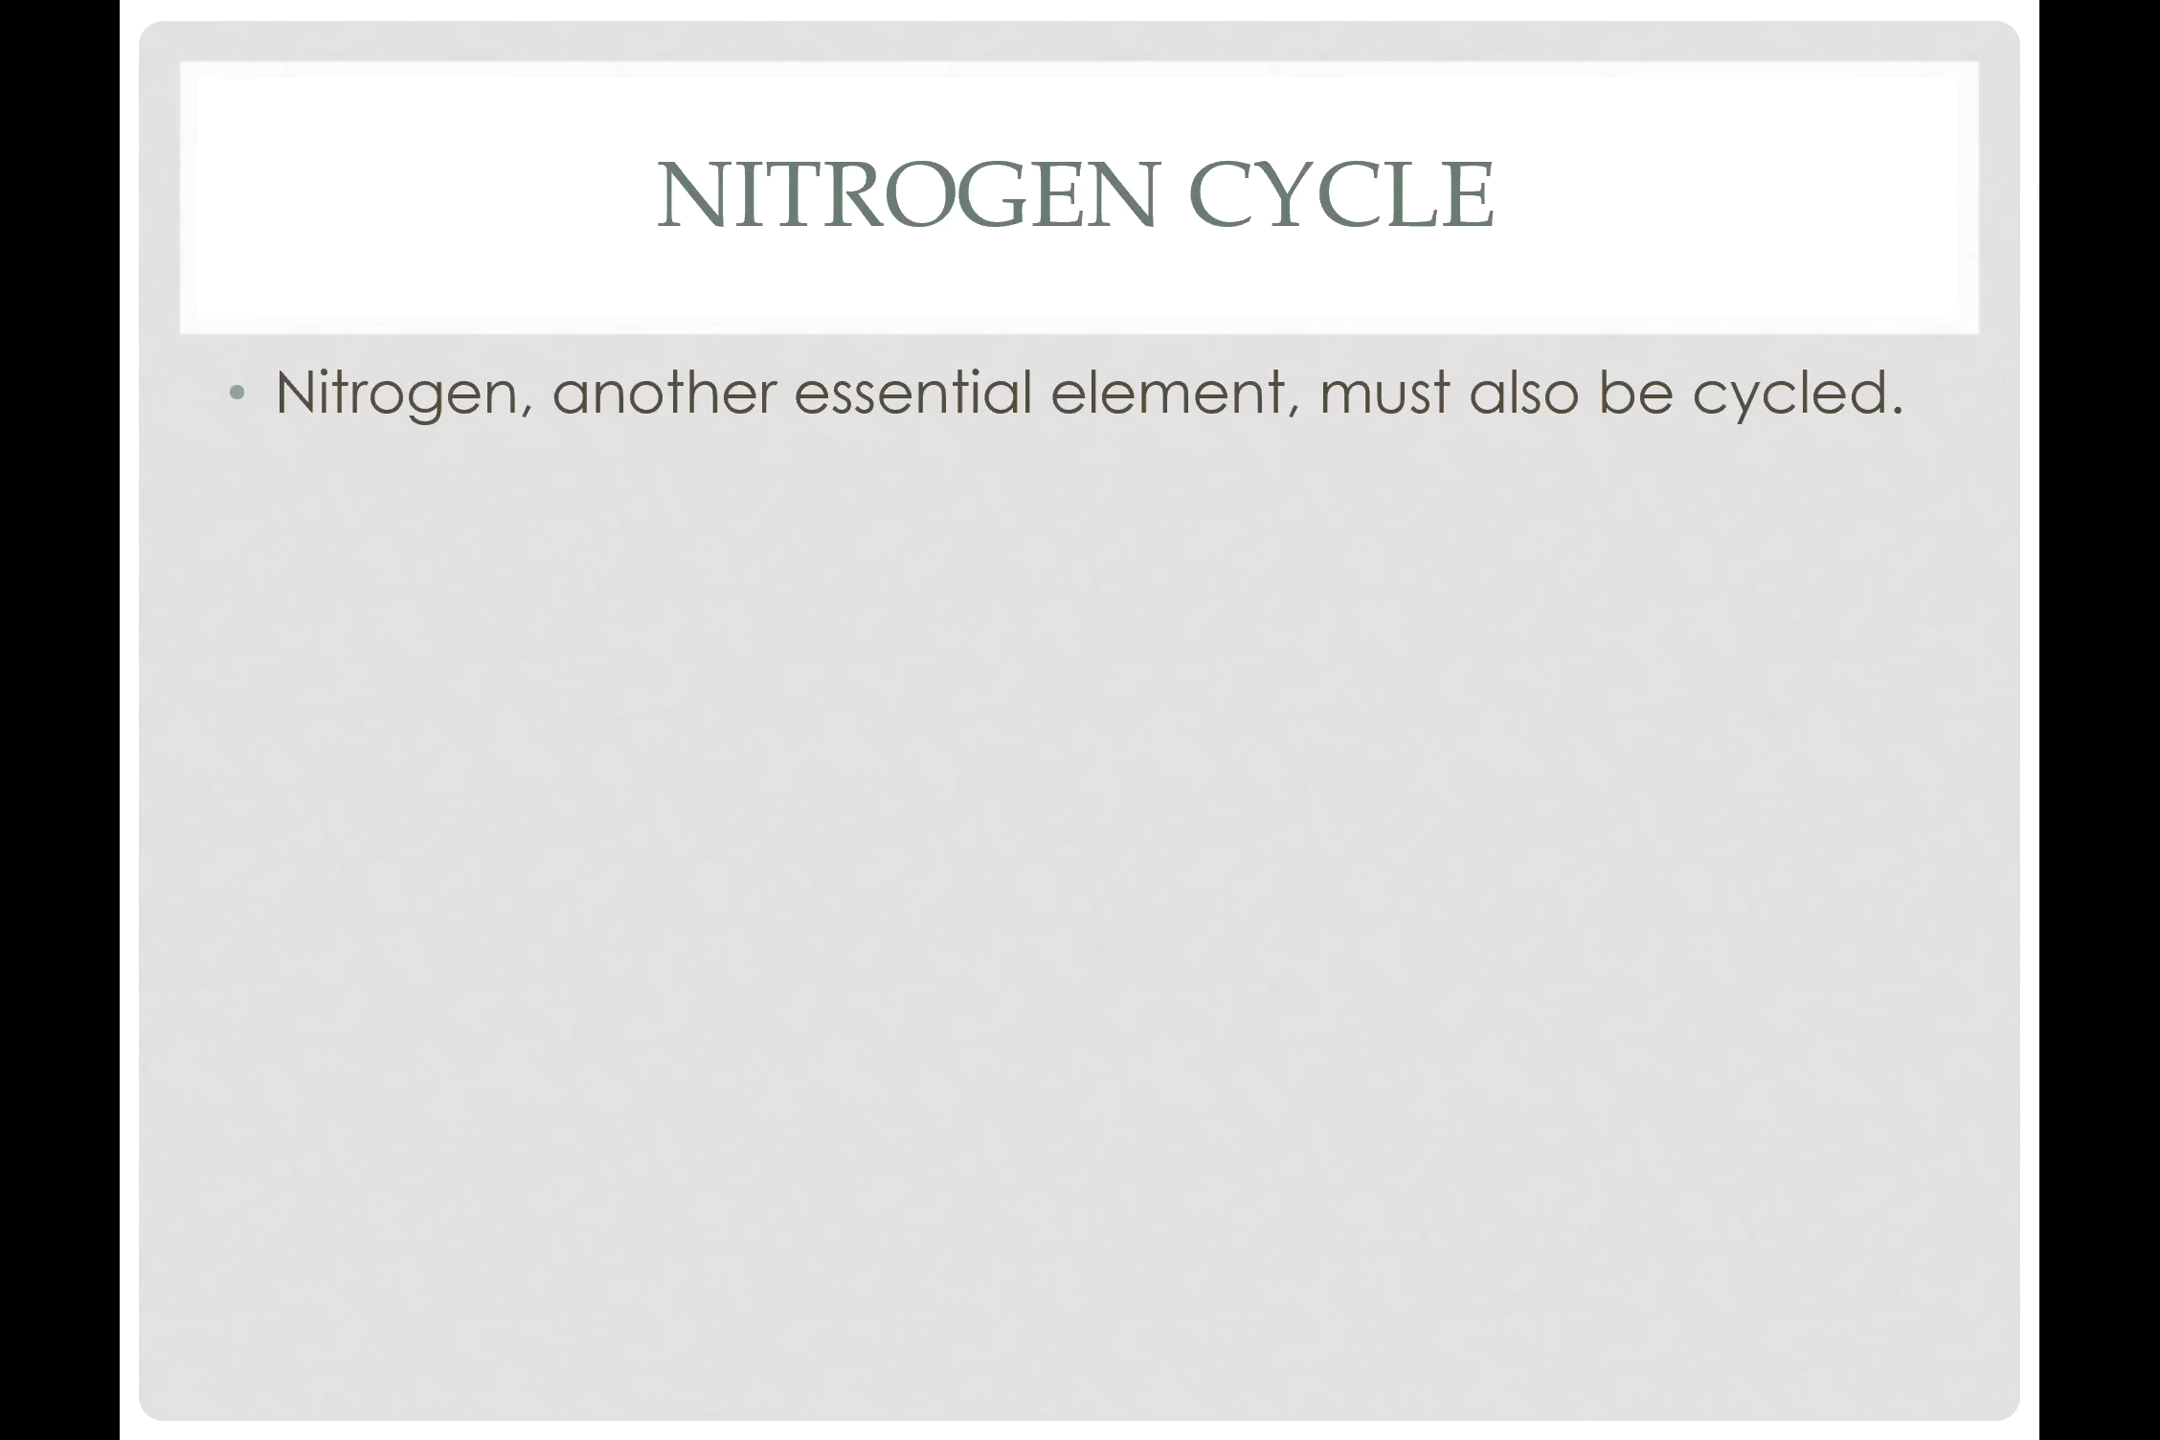 NITROGEN CYCLE
• Nitrogen, another essential element, must also be cycled.